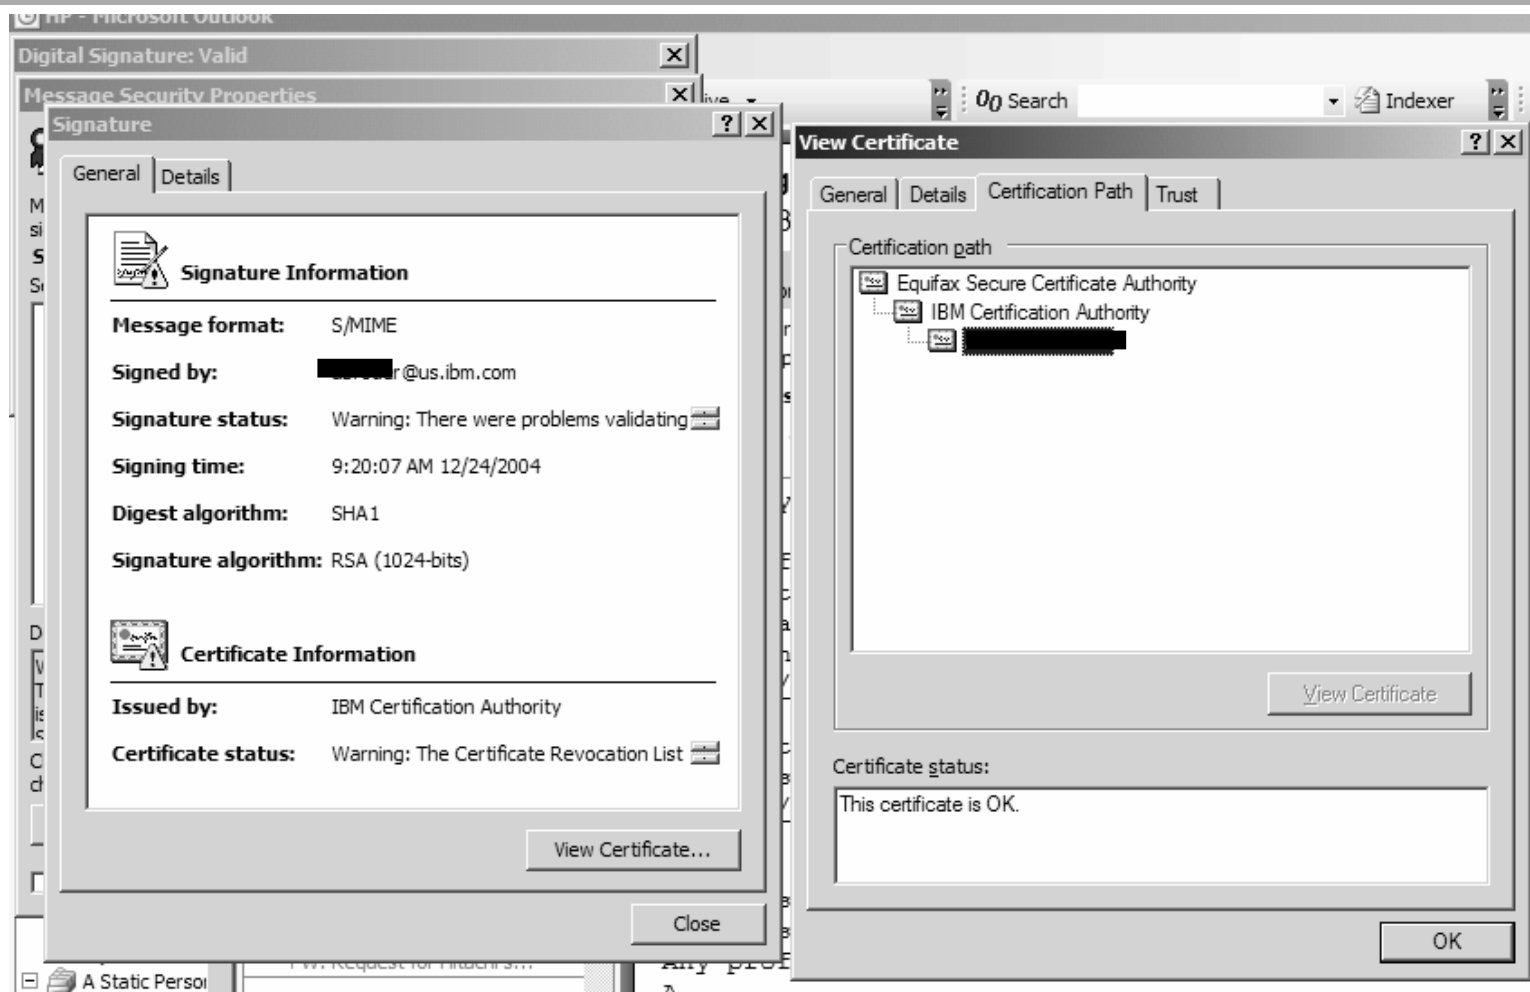 HP - Microsoft Outlook
Digital Signature: Valid
Message Security Properties
Signature
General Details
Signature Information
Message format: S/MIME
Signed by: @us.ibm.com
Signature status: Warning: There were problems validating
Signing time: 9:20:07 AM 12/24/2004
Digest algorithm: SHA1
Signature algorithm: RSA (1024-bits)
Certificate Information
Issued by: IBM Certification Authority
Certificate status: Warning: The Certificate Revocation List
View Certificate...
Close
A Static Person
Search
Indexer
View Certificate
General Details Certification Path Trust
Certification path
Equifax Secure Certificate Authority
IBM Certification Authority
View Certificate
Certificate status:
This certificate is OK.
OK